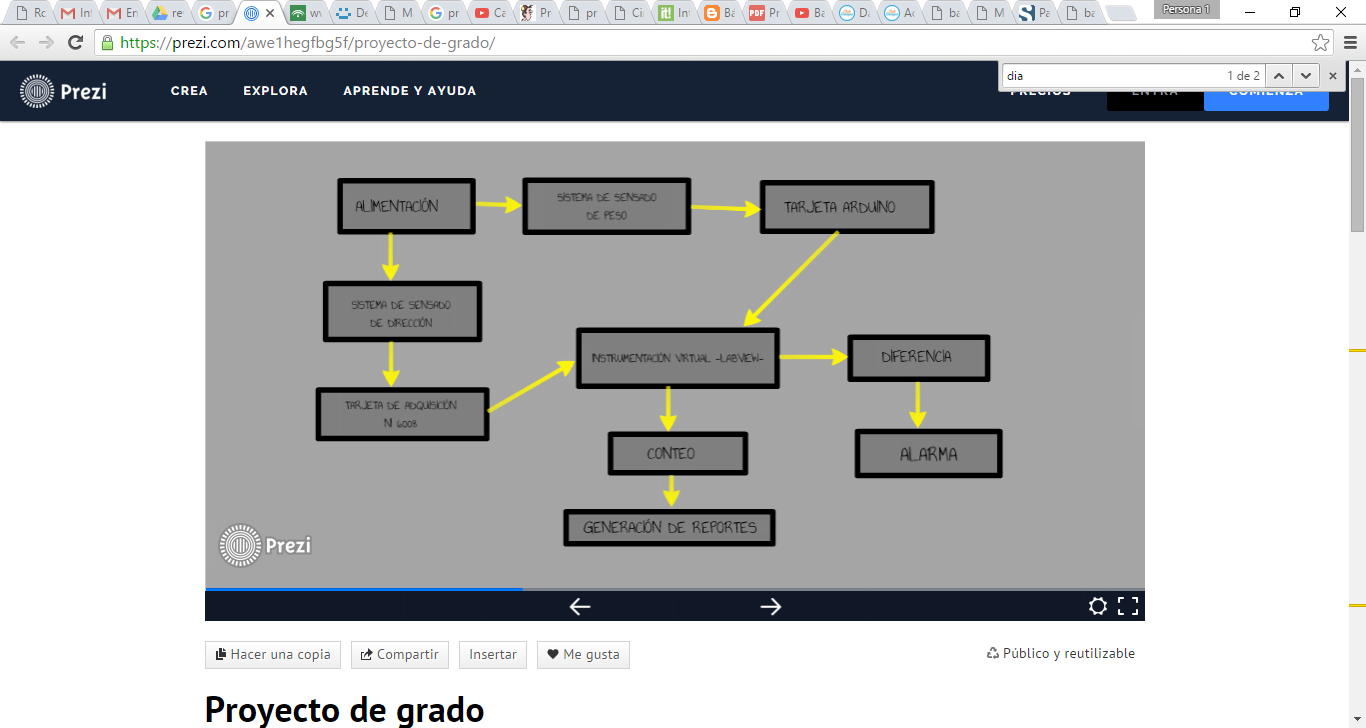 Persona 1
https://prezi.com/awe1hegfbg5f/proyecto-de-grado/
dia
1 de 2
Prezi
CREA
EXPLORA
APRENDE Y AYUDA
PRECIOS
ENTRA
COMIENZA
ALIMENTACIÓN
SISTEMA DE SENSADO
DE PESO
TARJETA ARDUINO
SISTEMA DE SENSADO
DE DIRECCIÓN
INSTRUMENTACIÓN VIRTUAL -LABVIEW-
DIFERENCIA
TARJETA DE ADQUISICIÓN
NI 6008
CONTEO
ALARMA
GENERACIÓN DE REPORTES
Prezi
Hacer una copia
Compartir
Insertar
Me gusta
Público y reutilizable
Proyecto de grado